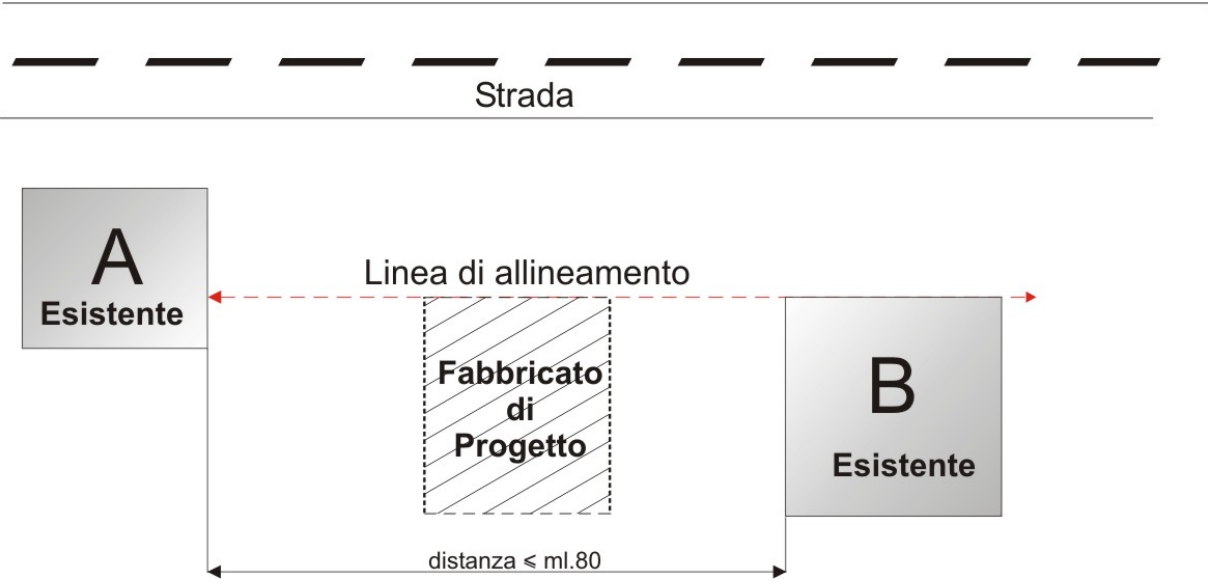 Strada
A
Esistente
Linea di allineamento
Fabbricato
di
Progetto
B
Esistente
distanza ⩽ ml.80